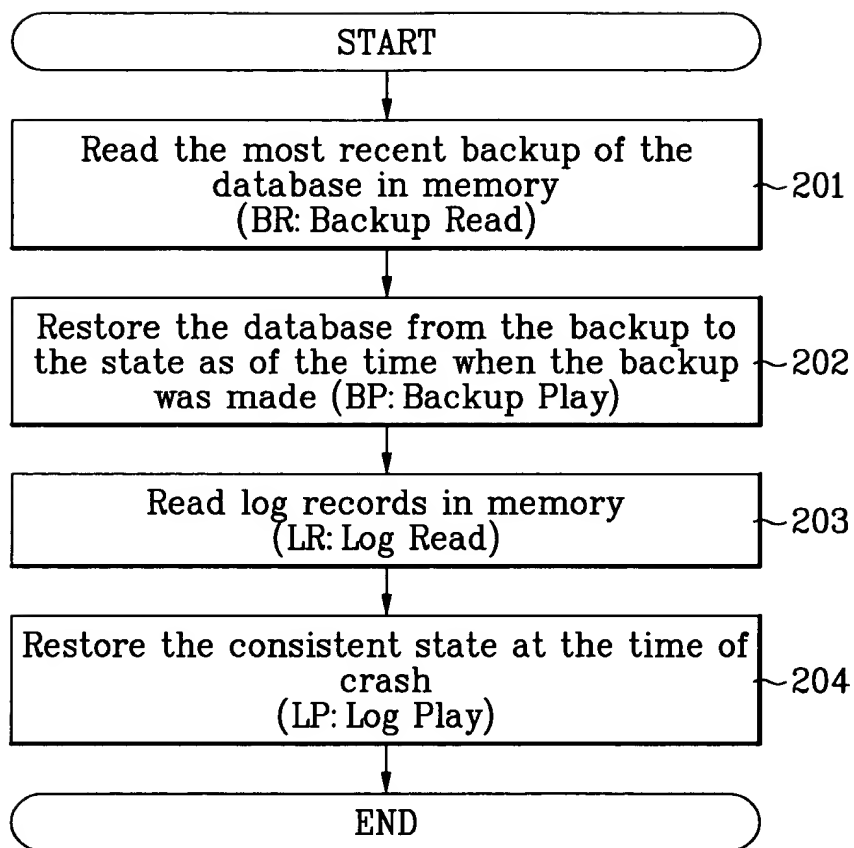 START
Read the most recent backup of the
database in memory
(BR: Backup Read)
201
Restore the database from the backup to
the state as of the time when the backup
was made (BP: Backup Play)
202
Read log records in memory
(LR: Log Read)
203
Restore the consistent state at the time of
crash
(LP: Log Play)
204
END